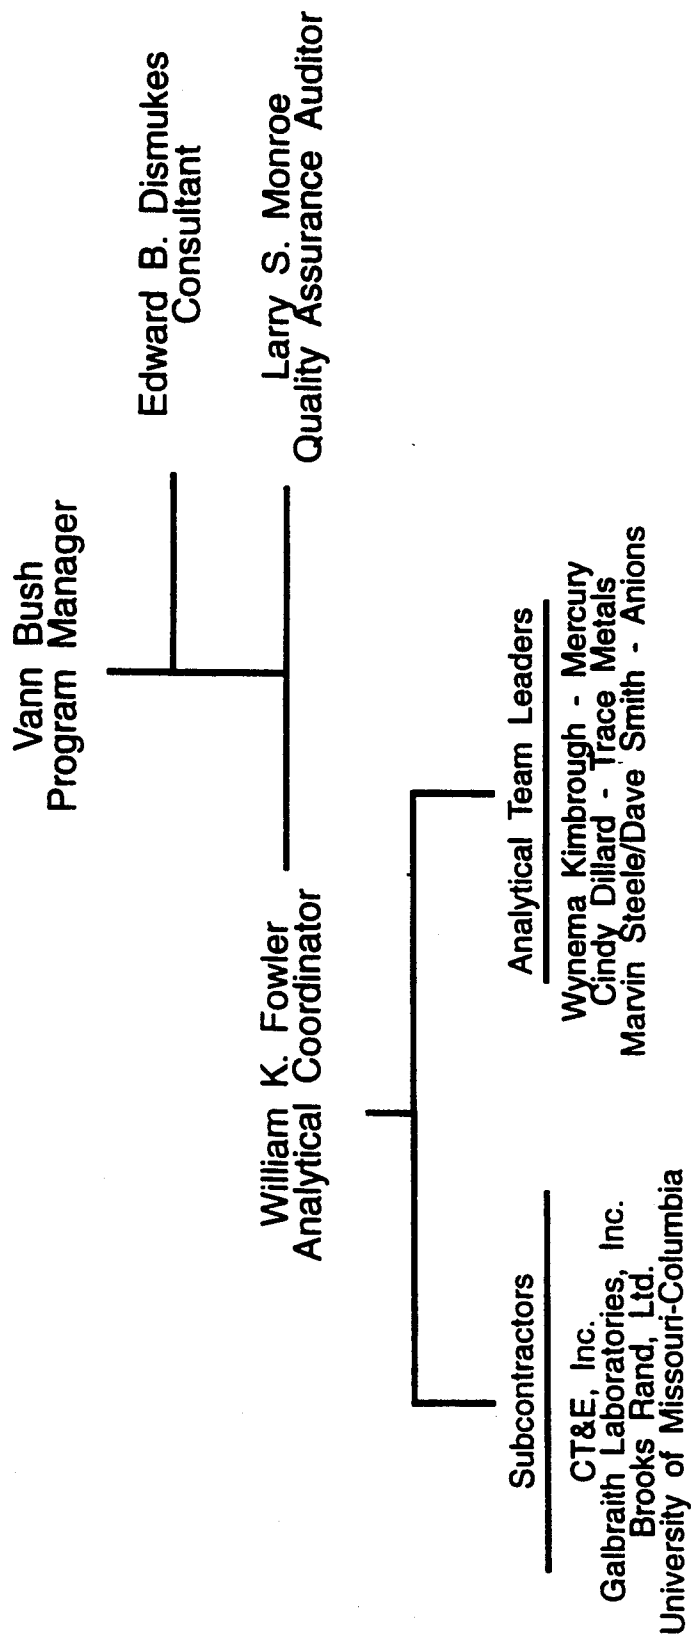 Vann Bush
Program Manager
Edward B. Dismukes
Consultant
William K. Fowler
Analytical Coordinator
Larry S. Monroe
Quality Assurance Auditor
Subcontractors
CT&E, Inc.
Galbraith Laboratories, Inc.
Brooks Rand, Ltd.
University of Missouri-Columbia
Analytical Team Leaders
Wynema Kimbrough - Mercury
Cindy Dillard - Trace Metals
Marvin Steele/Dave Smith - Anions